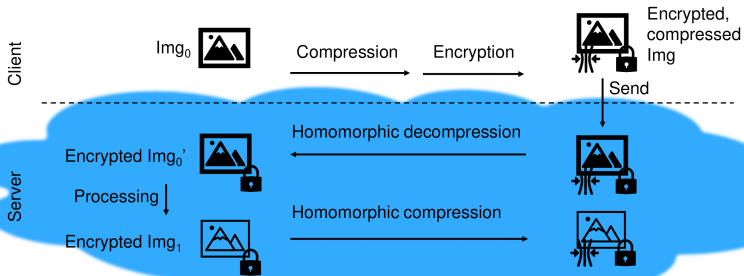 Client
Img₀
Compression
Encryption
Encrypted,
compressed
Img
Send
Server
Homomorphic decompression
Encrypted Img₀’
Processing
Homomorphic compression
Encrypted Img₁